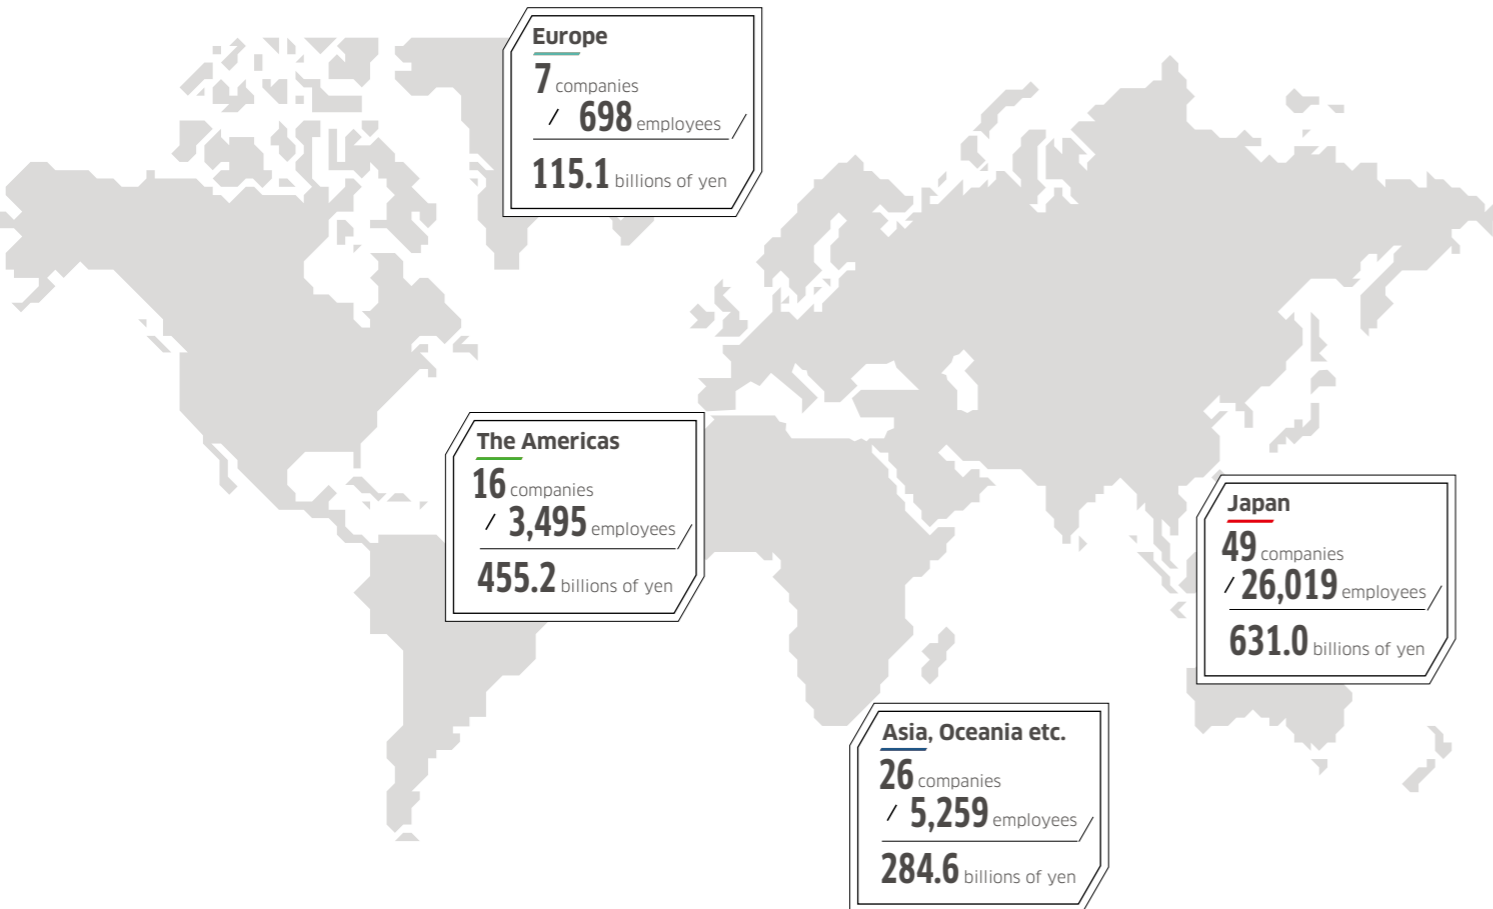 Europe
7 companies
/ 698 employees /
115.1 billions of yen
The Americas
16 companies
/ 3,495 employees /
455.2 billions of yen
Japan
49 companies
/ 26,019 employees /
631.0 billions of yen
Asia, Oceania etc.
26 companies
/ 5,259 employees /
284.6 billions of yen